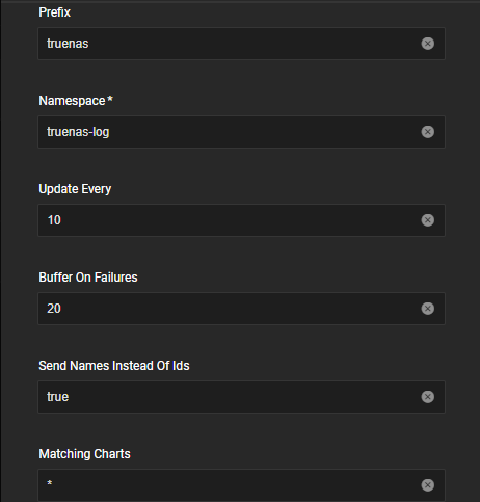 Prefix
truenas
Namespace*
truenas-log
Update Every
10
Buffer On Failures
20
Send Names Instead Of Ids
true
Matching Charts
*